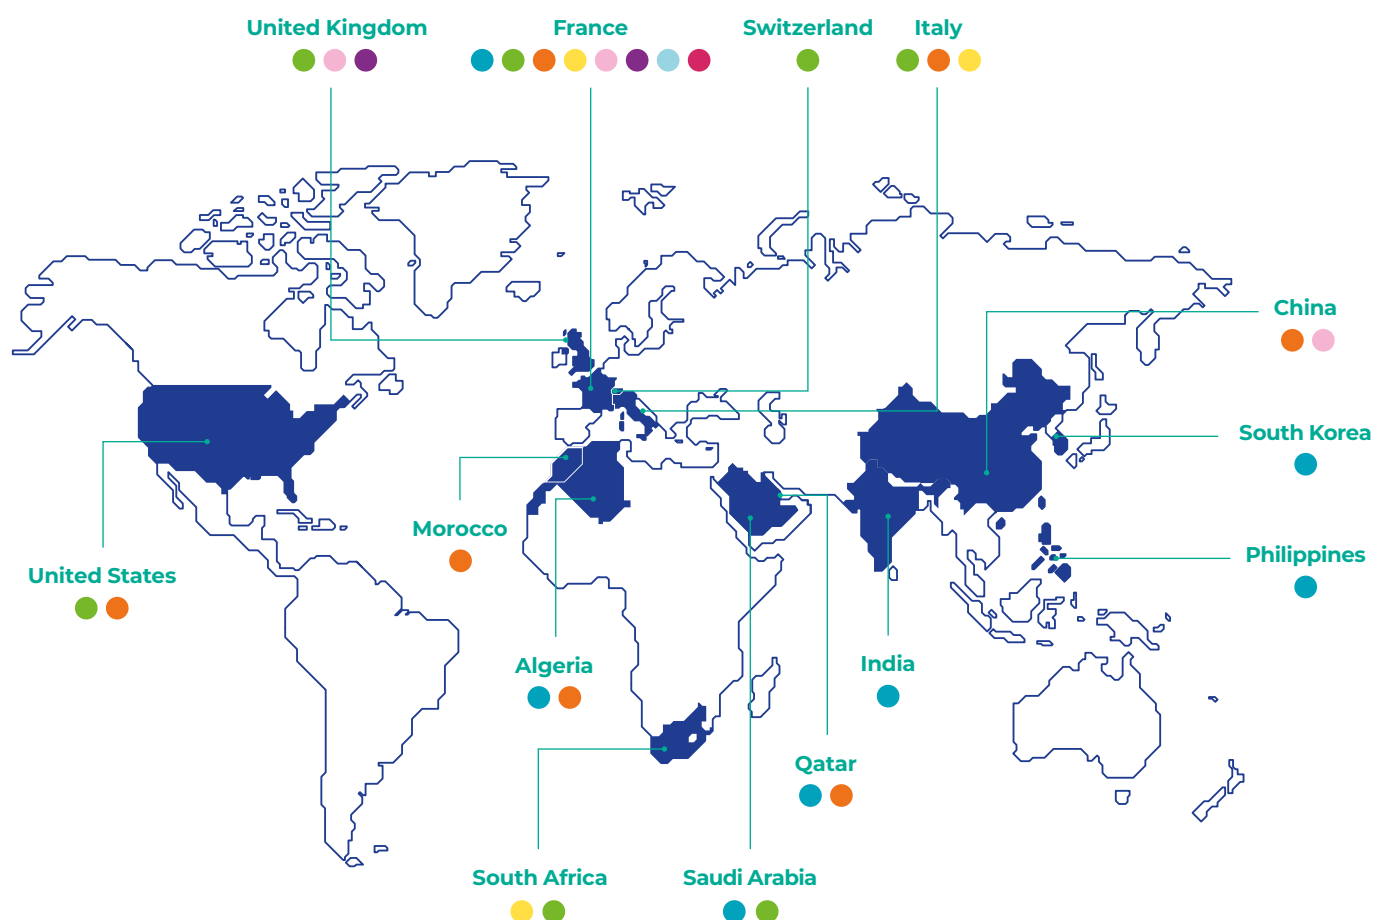 United Kingdom
France
Switzerland
Italy
China
South Korea
Morocco
Philippines
United States
Algeria
India
Qatar
South Africa
Saudi Arabia